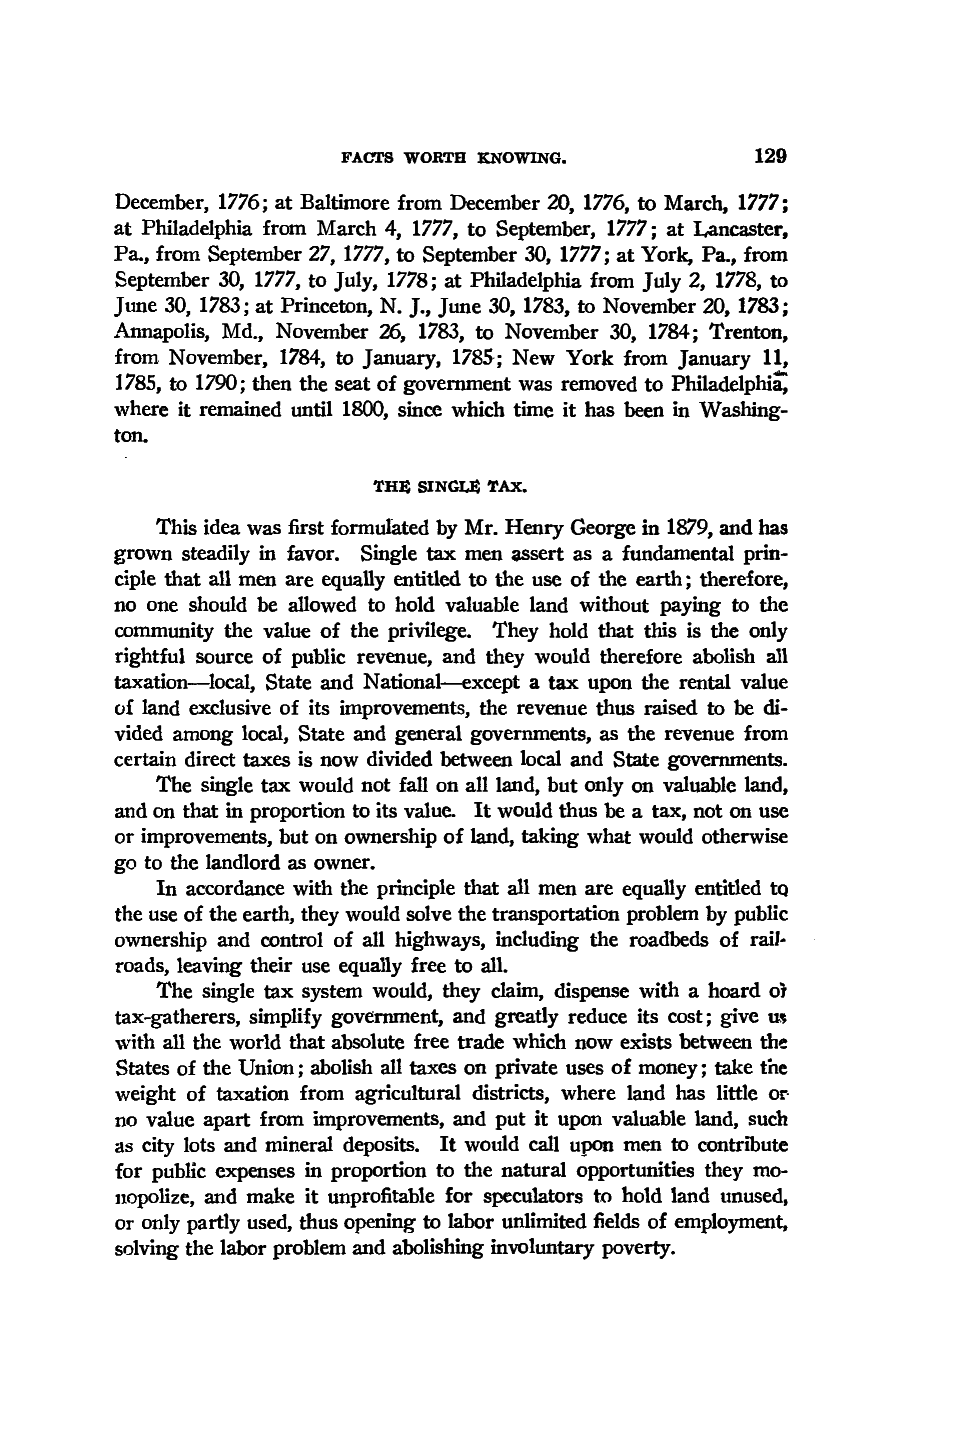 FACTS WORTH KNOWING. 129
December, 1776; at Baltimore from December 20, 1776, to March, 1777;
at Philadelphia from March 4, 1777, to September, 1777; at Lancaster,
Pa., from September 27, 1777, to September 30, 1777; at York, Pa., from
September 30, 1777, to July, 1778; at Philadelphia from July 2, 1778, to
June 30, 1783; at Princeton, N. J., June 30, 1783, to November 20, 1783;
Annapolis, Md., November 26, 1783, to November 30, 1784; Trenton,
from November, 1784, to January, 1785; New York from January 11,
1785, to 1790; then the seat of government was removed to Philadelphia,
where it remained until 1800, since which time it has been in Washing-
ton.
THE SINGLE TAX.
This idea was first formulated by Mr. Henry George in 1879, and has
grown steadily in favor. Single tax men assert as a fundamental prin-
ciple that all men are equally entitled to the use of the earth; therefore,
no one should be allowed to hold valuable land without paying to the
community the value of the privilege. They hold that this is the only
rightful source of public revenue, and they would therefore abolish all
taxation—local, State and National—except a tax upon the rental value
of land exclusive of its improvements, the revenue thus raised to be di-
vided among local, State and general governments, as the revenue from
certain direct taxes is now divided between local and State governments.
The single tax would not fall on all land, but only on valuable land,
and on that in proportion to its value. It would thus be a tax, not on use
or improvements, but on ownership of land, taking what would otherwise
go to the landlord as owner.
In accordance with the principle that all men are equally entitled to
the use of the earth, they would solve the transportation problem by public
ownership and control of all highways, including the roadbeds of rail-
roads, leaving their use equally free to all.
The single tax system would, they claim, dispense with a hoard of
tax-gatherers, simplify government, and greatly reduce its cost; give us
with all the world that absolute free trade which now exists between the
States of the Union; abolish all taxes on private uses of money; take the
weight of taxation from agricultural districts, where land has little or
no value apart from improvements, and put it upon valuable land, such
as city lots and mineral deposits. It would call upon men to contribute
for public expenses in proportion to the natural opportunities they mo-
nopolize, and make it unprofitable for speculators to hold land unused,
or only partly used, thus opening to labor unlimited fields of employment,
solving the labor problem and abolishing involuntary poverty.